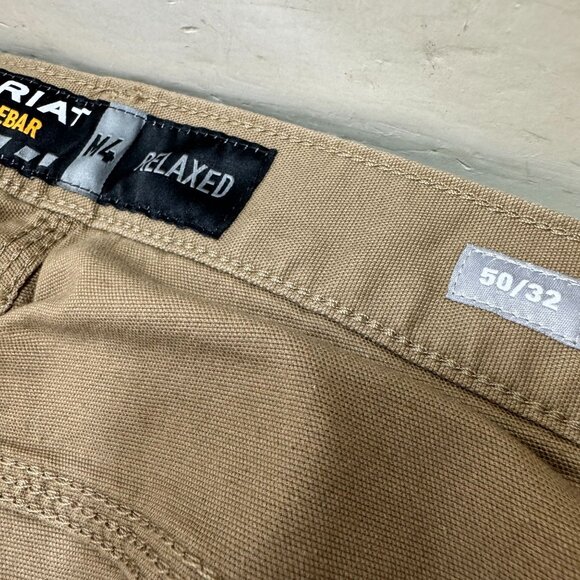 RIAT
EBAR
M4
RELAXED
50/32